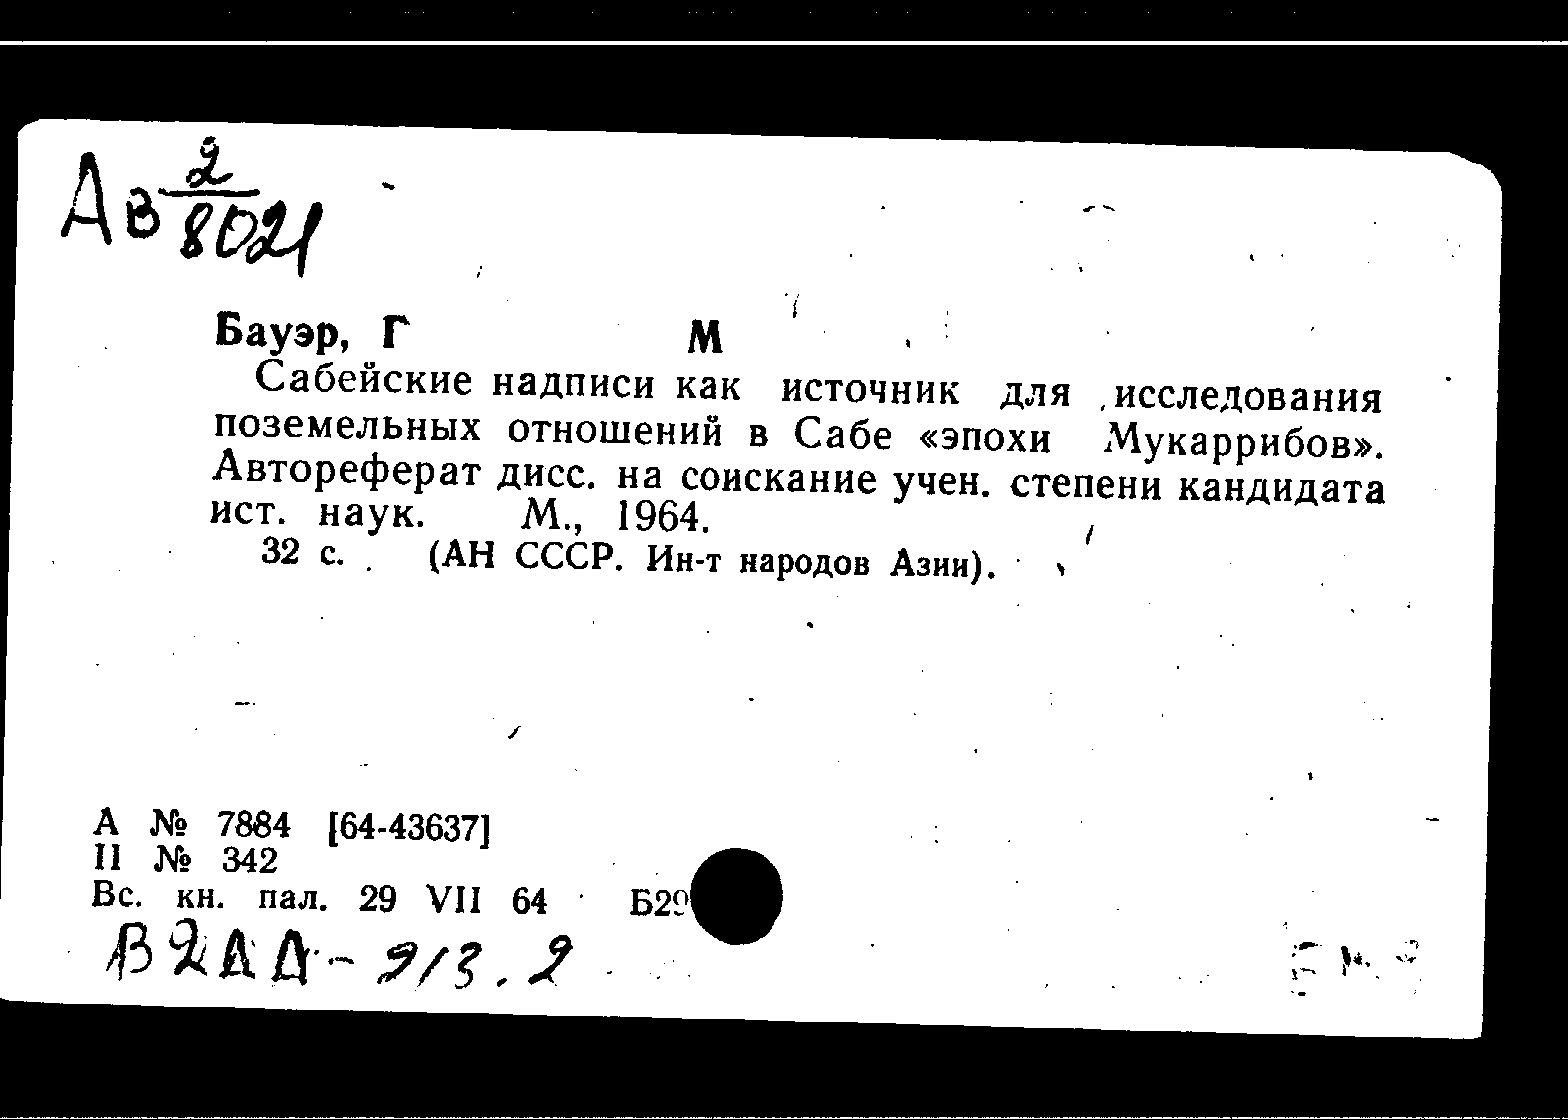 Ав 2/8021
Бауэр, Г М
Сабейские надписи как источник для исследования
поземельных отношений в Сабе «эпохи Мукаррибов».
Автореферат дисс. на соискание учен. степени кандидата
ист. наук. М., 1964.
32 с. (АН СССР. Ин-т народов Азии).
А № 7884 [64-43637]
II № 342
Вс. кн. пал. 29 VII 64 Б29